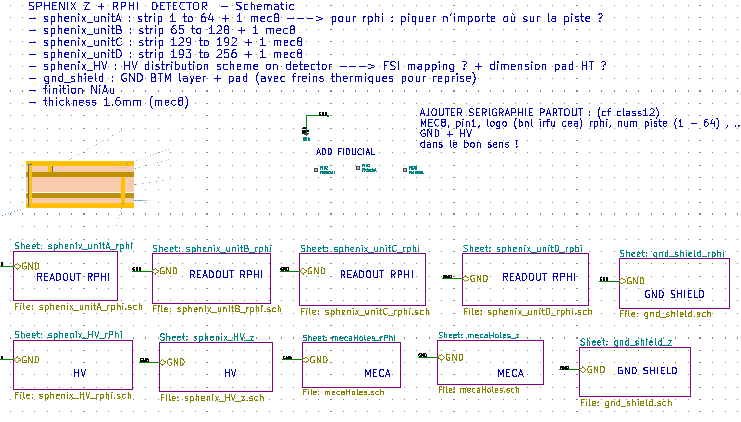 SPHENIX Z + RPHI : DETECTOR - Schematic
- sphenix_unitA : strip 1 to 64 + 1 mec8 ---> pour rphi : piquer n'importe où sur la piste ?
- sphenix_unitB : strip 65 to 128 + 1 mec8
- sphenix_unitC : strip 129 to 192 + 1 mec8
- sphenix_unitD : strip 193 to 256 + 1 mec8
- sphenix_HV : HV distribution scheme on detector ---> FSI mapping ? + dimension pad HT ?
- gnd_shield : GND BTM layer + pad (avec freins thermiques pour reprise)
- finition NiAu
- thickness 1.6mm (mec8)
AJOUTER SERIGRAPHIE PARTOUT : (cf class12)
MEC8, pin1, logo (bnl irfu cea) rphi, num piste (1 - 64) , ..
GND + HV
dans le bon sens !
ADD FIDUCIAL
Sheet: sphenix_unitA_rphi
GND
READOUT RPHI
File: sphenix_unitA_rphi.sch
Sheet: sphenix_unitB_rphi
GND
READOUT RPHI
File: sphenix_unitB_rphi.sch
Sheet: sphenix_unitC_rphi
GND
READOUT RPHI
File: sphenix_unitC_rphi.sch
Sheet: sphenix_unitD_rphi
GND
READOUT RPHI
File: sphenix_unitD_rphi.sch
Sheet: gnd_shield_rphi
GND
GND SHIELD
File: gnd_shield.sch
Sheet: sphenix_HV_rPhi
GND
HV
File: sphenix_HV_rphi.sch
Sheet: sphenix_HV_z
GND
HV
File: sphenix_HV_z.sch
Sheet: mecaHoles_rPhi
GND
MECA
File: mecaHoles.sch
Sheet: mecaHoles_z
GND
MECA
File: mecaHoles.sch
Sheet: gnd_shield_z
GND
GND SHIELD
File: gnd_shield.sch